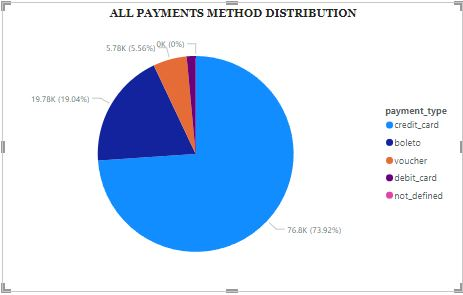 ALL PAYMENTS METHOD DISTRIBUTION
5.78K (5.56%)
0K (0%)
19.78K (19.04%)
76.8K (73.92%)
payment_type
credit_card
boleto
voucher
debit_card
not_defined